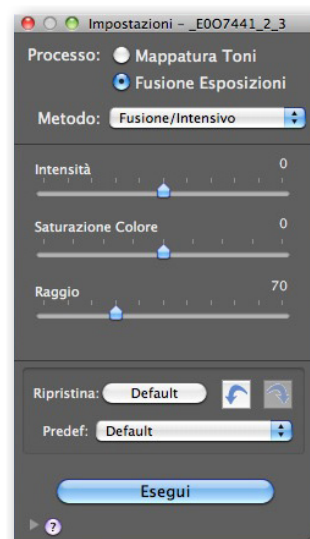 Impostazioni – _E0O7441_2_3
Processo: Mappatura Toni
Fusione Esposizioni
Metodo: Fusione/Intensivo
Intensità 0
Saturazione Colore 0
Raggio 70
Ripristina: Default
Predef: Default
Esegui
?